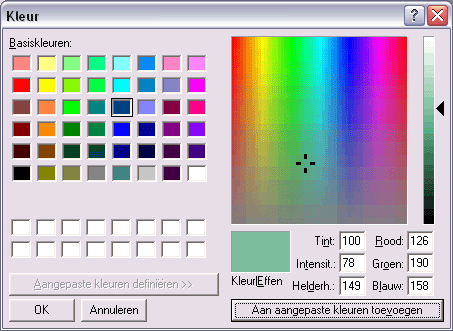 Kleur
Basiskleuren:
Aangepaste kleuren definiëren >>
OK
Annuleren
Kleur|Effen
Tint: 100
Intensit.: 78
Helderh.: 149
Rood: 126
Groen: 190
Blauw: 158
Aan aangepaste kleuren toevoegen